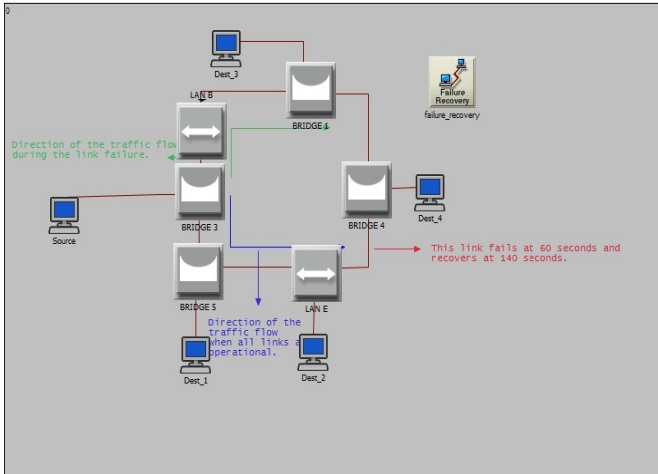 0
Dest_3
Failure
Recovery
failure_recovery
LAN B
BRIDGE 1
Direction of the traffic flow
during the link failure.
BRIDGE 3
BRIDGE 4
Dest_4
Source
This link fails at 60 seconds and
recovers at 140 seconds.
BRIDGE 5
LAN E
Direction of the
traffic flow
when all links a
operational.
Dest_1
Dest_2